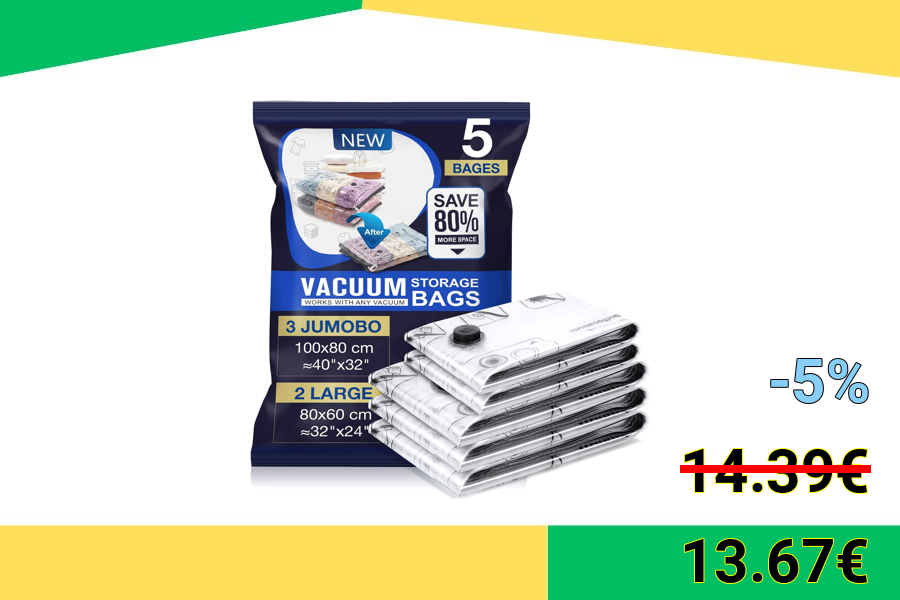 NEW
5
BAGES
SAVE
80%
MORE SPACE
After
VACUUM STORAGE BAGS
WORKS WITH ANY VACUUM
3 JUMOBO
100x80 cm
≈40"x32"
2 LARGE
80x60 cm
≈32"x24"
-5%
14.39€
13.67€